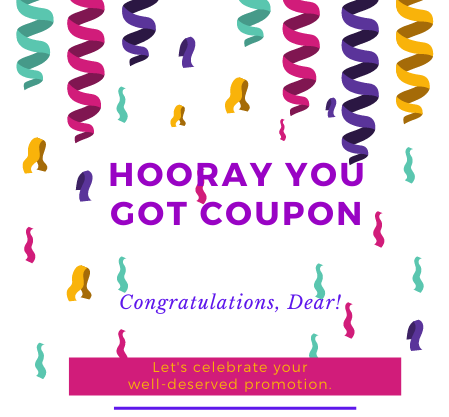 HOORAY YOU
GOT COUPON
Congratulations, Dear!
Let's celebrate your
well-deserved promotion.